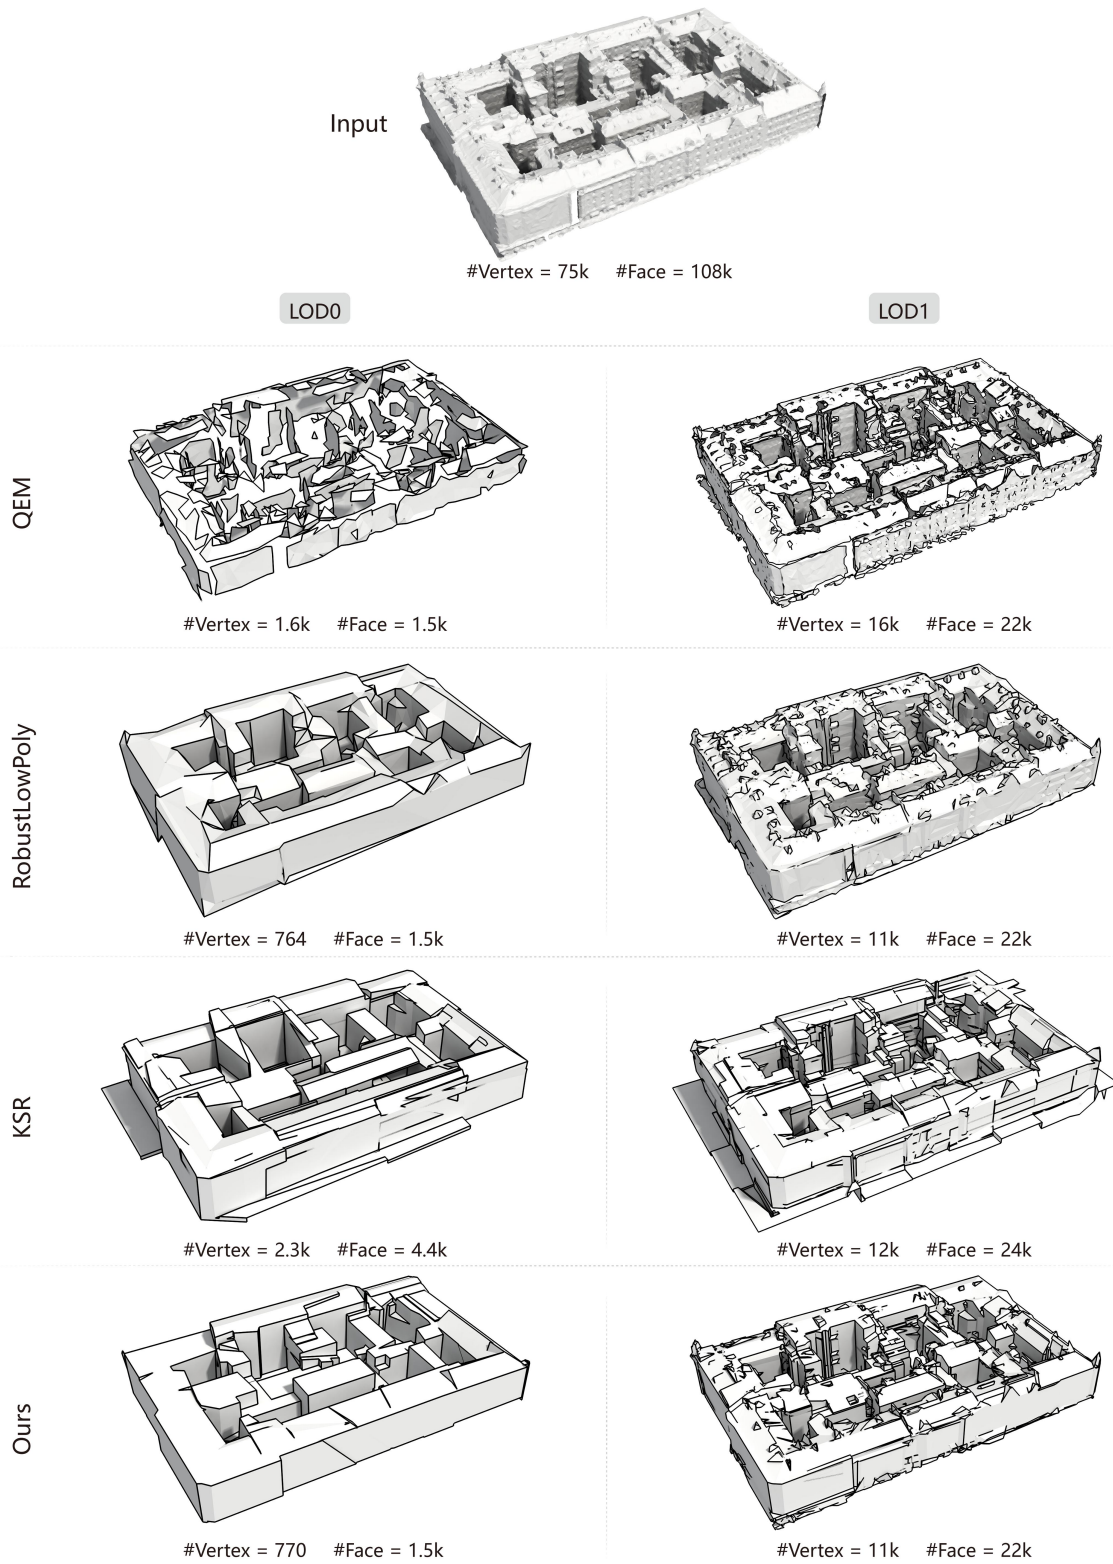 Input
#Vertex = 75k #Face = 108k
LOD0 LOD1
QEM
#Vertex = 1.6k #Face = 1.5k #Vertex = 16k #Face = 22k
RobustLowPoly
#Vertex = 764 #Face = 1.5k #Vertex = 11k #Face = 22k
KSR
#Vertex = 2.3k #Face = 4.4k #Vertex = 12k #Face = 24k
Ours
#Vertex = 770 #Face = 1.5k #Vertex = 11k #Face = 22k